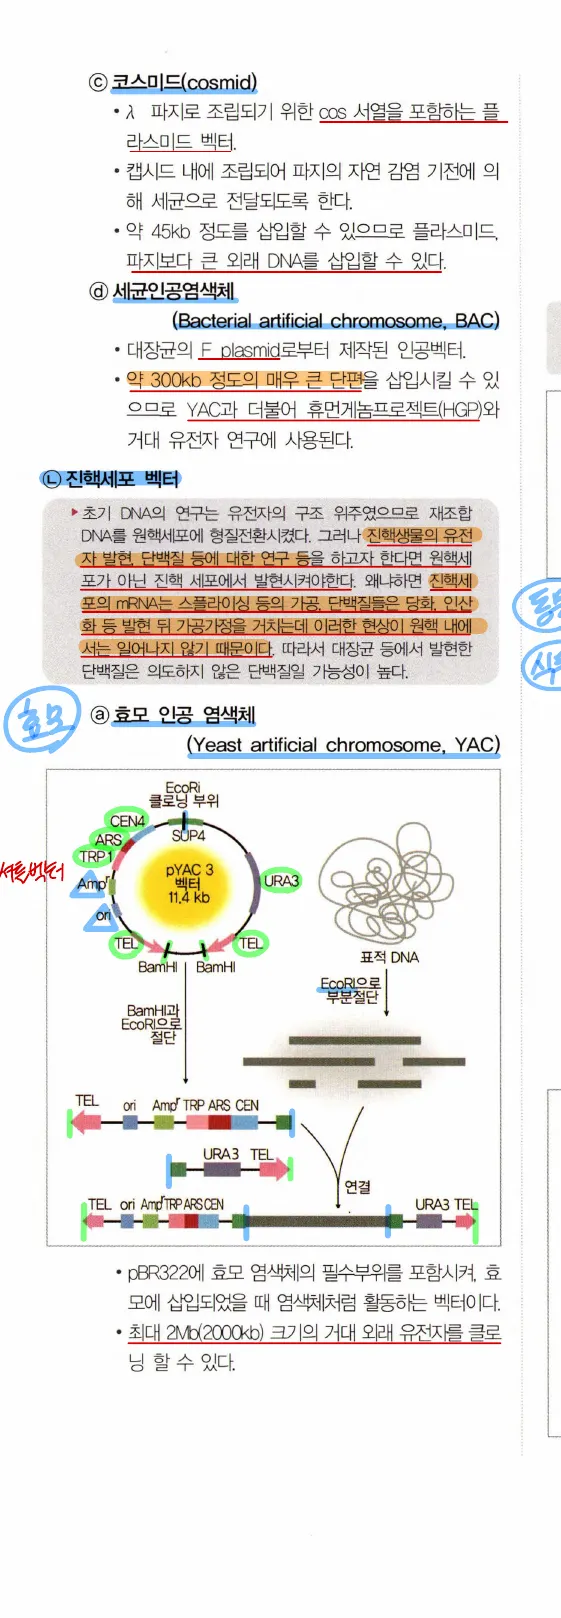 ⓒ 코스미드(cosmid)
• λ 파지로 조립되기 위한 cos 서열을 포함하는 플
라스미드 벡터.
• 캡시드 내에 조립되어 파지의 자연 감염 기전에 의
해 세균으로 전달되도록 한다.
• 약 45kb 정도를 삽입할 수 있으므로 플라스미드,
파지보다 큰 외래 DNA를 삽입할 수 있다.
ⓓ 세균인공염색체
(Bacterial artificial chromosome, BAC)
• 대장균의 F plasmid로부터 제작된 인공벡터.
• 약 300kb 정도의 매우 큰 단편을 삽입시킬 수 있
으므로 YAC과 더불어 휴먼게놈프로젝트(HGP)와
거대 유전자 연구에 사용된다.
㉡ 진핵세포 벡터
▶초기 DNA의 연구는 유전자의 구조 위주였으므로 재조합
DNA를 원핵세포에 형질전환시켰다. 그러나 진핵생물의 유전
자 발현, 단백질 등에 대한 연구 등을 하고자 한다면 원핵세
포가 아닌 진핵 세포에서 발현시켜야한다. 왜냐하면 진핵세
포의 mRNA는 스플라이싱 등의 가공, 단백질들은 당화, 인산
화 등 발현 뒤 가공가정을 거치는데 이러한 현상이 원핵 내에
서는 일어나지 않기 때문이다. 따라서 대장균 등에서 발현한
단백질은 의도하지 않은 단백질일 가능성이 높다.
효모
ⓐ 효모 인공 염색체
(Yeast artificial chromosome, YAC)
EcoRi
클로닝 부위
CEN4
SUP4
ARS
TRP1
셔틀벡터
Ampr
ori
pYAC 3
벡터
11.4 kb
URA3
TEL
TEL
BamHI BamHI
표적 DNA
EcoRI으로
부분절단
BamHI과
EcoRI으로
절단
TEL ori Ampr TRP ARS CEN
URA3 TEL
연결
TEL ori Ampr TRP ARS CEN URA3 TEL
• pBR322에 효모 염색체의 필수부위를 포함시켜, 효
모에 삽입되었을 때 염색체처럼 활동하는 벡터이다.
• 최대 2Mb(2000kb) 크기의 거대 외래 유전자를 클로
닝 할 수 있다.